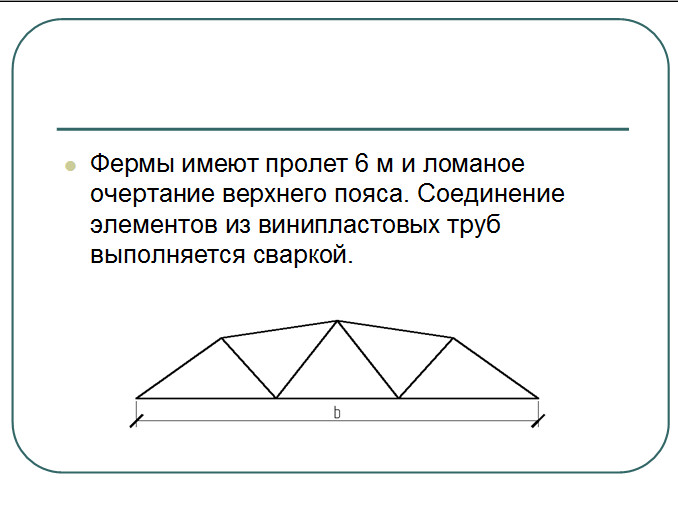 Фермы имеют пролет 6 м и ломаное
очертание верхнего пояса. Соединение
элементов из винипластовых труб
выполняется сваркой.
b